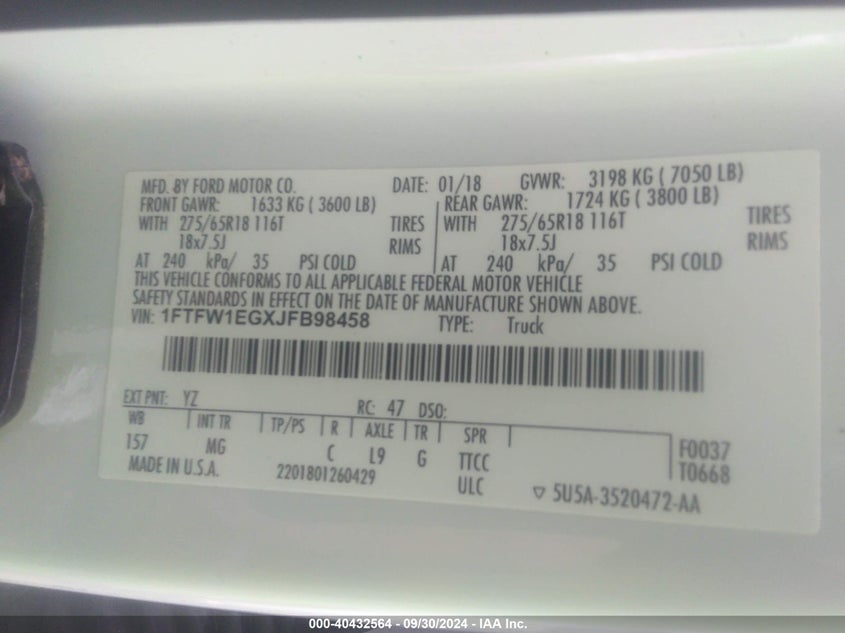 MFD. BY FORD MOTOR CO. DATE: 01/18 GVWR: 3198 KG ( 7050 LB)
FRONT GAWR: 1633 KG ( 3600 LB) REAR GAWR: 1724 KG ( 3800 LB)
WITH 275/65R18 116T TIRES WITH 275/65R18 116T TIRES
18x7.5J RIMS 18x7.5J RIMS
AT 240 kPa/ 35 PSI COLD AT 240 kPa/ 35 PSI COLD
THIS VEHICLE CONFORMS TO ALL APPLICABLE FEDERAL MOTOR VEHICLE
SAFETY STANDARDS IN EFFECT ON THE DATE OF MANUFACTURE SHOWN ABOVE.
VIN: 1FTFW1EGXJFB98458 TYPE: Truck
EXT PNT: YZ RC: 47 DSO:
WB INT TR TP/PS R AXLE TR SPR
157 MG C L9 G TTCC F0037
MADE IN U.S.A. 2201801260429 ULC T0668
▽ 5U5A-3520472-AA
000-40432564 - 09/30/2024 - IAA Inc.